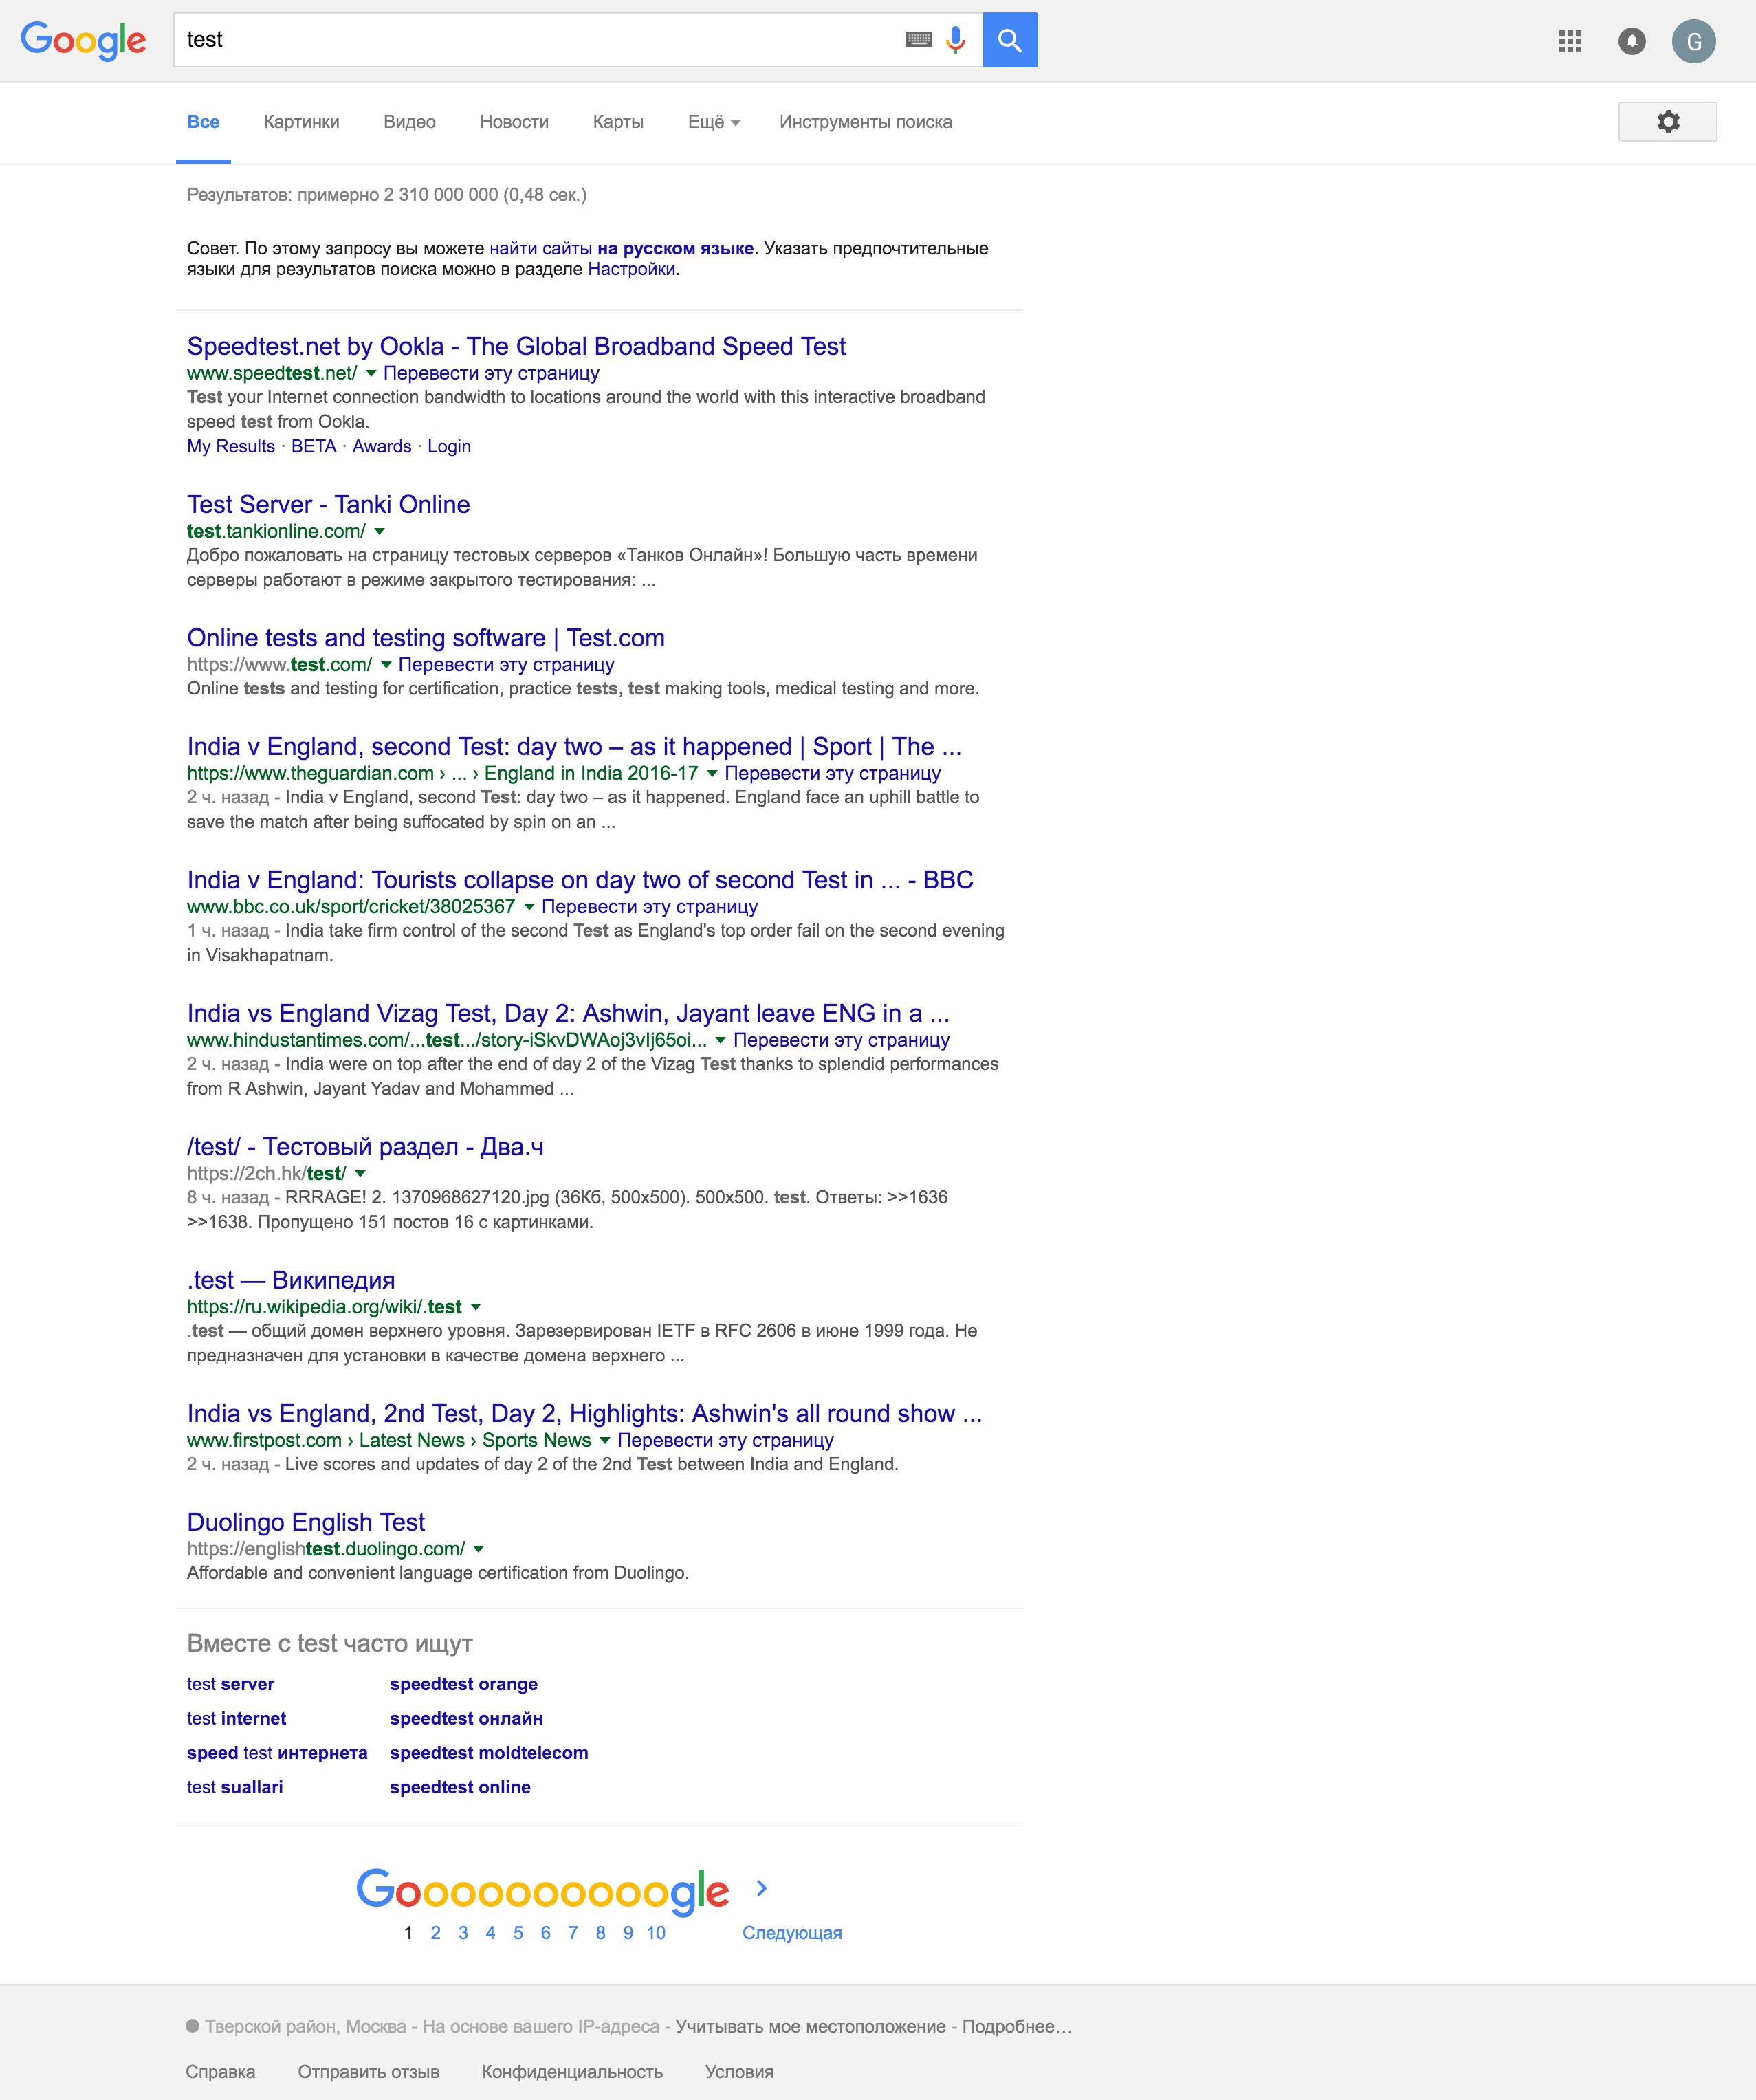 Google
test
G
Все Картинки Видео Новости Карты Ещё Инструменты поиска
Результатов: примерно 2 310 000 000 (0,48 сек.)
Совет. По этому запросу вы можете найти сайты на русском языке. Указать предпочтительные
языки для результатов поиска можно в разделе Настройки.
Speedtest.net by Ookla - The Global Broadband Speed Test
www.speedtest.net/ Перевести эту страницу
Test your Internet connection bandwidth to locations around the world with this interactive broadband
speed test from Ookla.
My Results · BETA · Awards · Login
Test Server - Tanki Online
test.tankionline.com/
Добро пожаловать на страницу тестовых серверов «Танков Онлайн»! Большую часть времени
серверы работают в режиме закрытого тестирования: ...
Online tests and testing software | Test.com
https://www.test.com/ Перевести эту страницу
Online tests and testing for certification, practice tests, test making tools, medical testing and more.
India v England, second Test: day two – as it happened | Sport | The ...
https://www.theguardian.com › ... › England in India 2016-17 Перевести эту страницу
2 ч. назад - India v England, second Test: day two – as it happened. England face an uphill battle to
save the match after being suffocated by spin on an ...
India v England: Tourists collapse on day two of second Test in ... - BBC
www.bbc.co.uk/sport/cricket/38025367 Перевести эту страницу
1 ч. назад - India take firm control of the second Test as England's top order fail on the second evening
in Visakhapatnam.
India vs England Vizag Test, Day 2: Ashwin, Jayant leave ENG in a ...
www.hindustantimes.com/...test.../story-iSkvDWAoj3vIj65oi... Перевести эту страницу
2 ч. назад - India were on top after the end of day 2 of the Vizag Test thanks to splendid performances
from R Ashwin, Jayant Yadav and Mohammed ...
/test/ - Тестовый раздел - Два.ч
https://2ch.hk/test/
8 ч. назад - RRRAGE! 2. 1370968627120.jpg (36Кб, 500x500). 500x500. test. Ответы: >>1636
>>1638. Пропущено 151 постов 16 с картинками.
.test — Википедия
https://ru.wikipedia.org/wiki/.test
.test — общий домен верхнего уровня. Зарезервирован IETF в RFC 2606 в июне 1999 года. Не
предназначен для установки в качестве домена верхнего ...
India vs England, 2nd Test, Day 2, Highlights: Ashwin's all round show ...
www.firstpost.com › Latest News › Sports News Перевести эту страницу
2 ч. назад - Live scores and updates of day 2 of the 2nd Test between India and England.
Duolingo English Test
https://englishtest.duolingo.com/
Affordable and convenient language certification from Duolingo.
Вместе с test часто ищут
test server speedtest orange
test internet speedtest онлайн
speed test интернета speedtest moldtelecom
test suallari speedtest online
Goooooooooogle
1 2 3 4 5 6 7 8 9 10 Следующая
Тверской район, Москва - На основе вашего IP-адреса - Учитывать мое местоположение - Подробнее…
Справка Отправить отзыв Конфиденциальность Условия